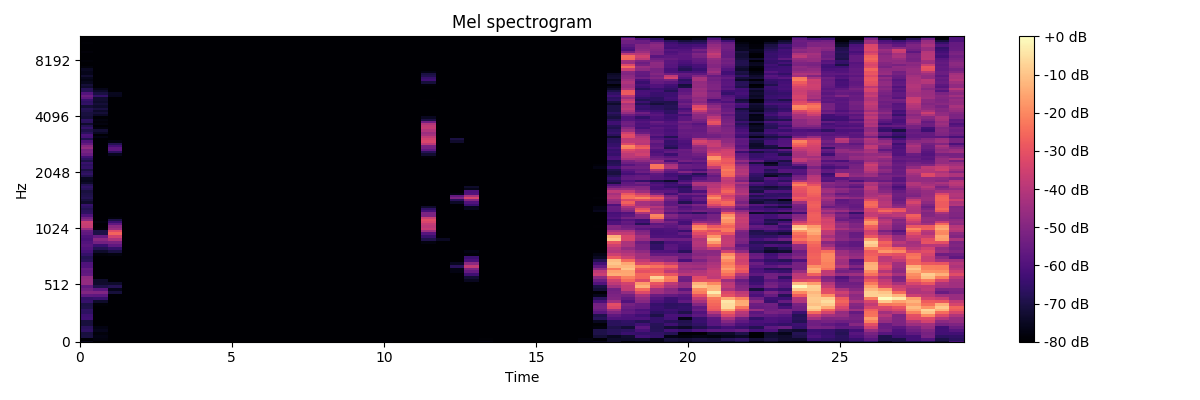 Mel spectrogram
8192
4096
2048
1024
512
0
Hz
0 5 10 15 20 25
Time
+0 dB
-10 dB
-20 dB
-30 dB
-40 dB
-50 dB
-60 dB
-70 dB
-80 dB